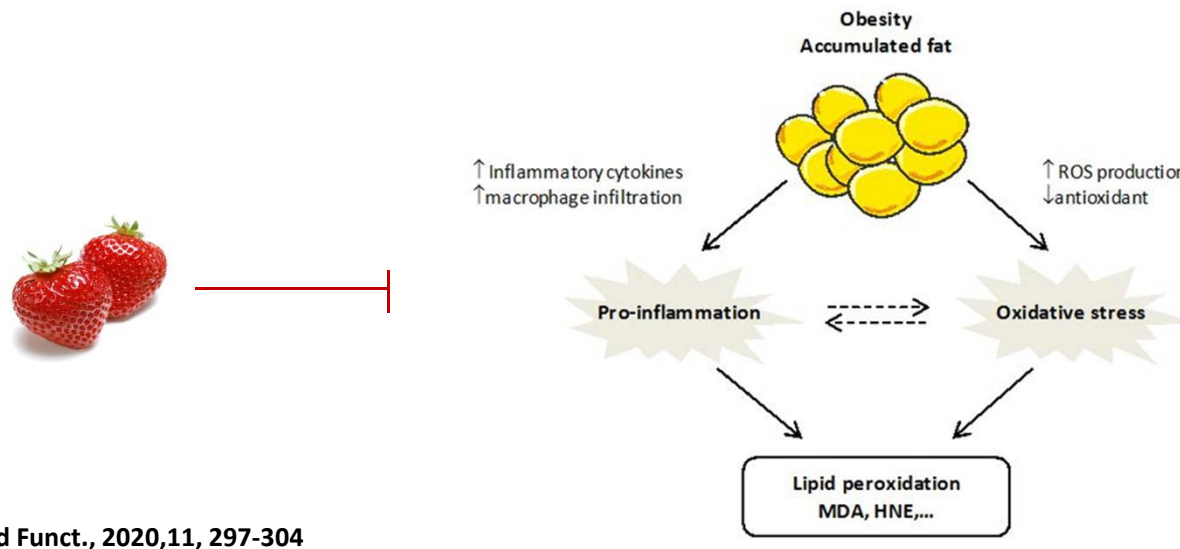 Obesity
Accumulated fat
↑ Inflammatory cytokines
↑macrophage infiltration
↑ ROS production
↓antioxidant
Pro-inflammation
Oxidative stress
Lipid peroxidation
MDA, HNE,...
d Funct., 2020,11, 297-304